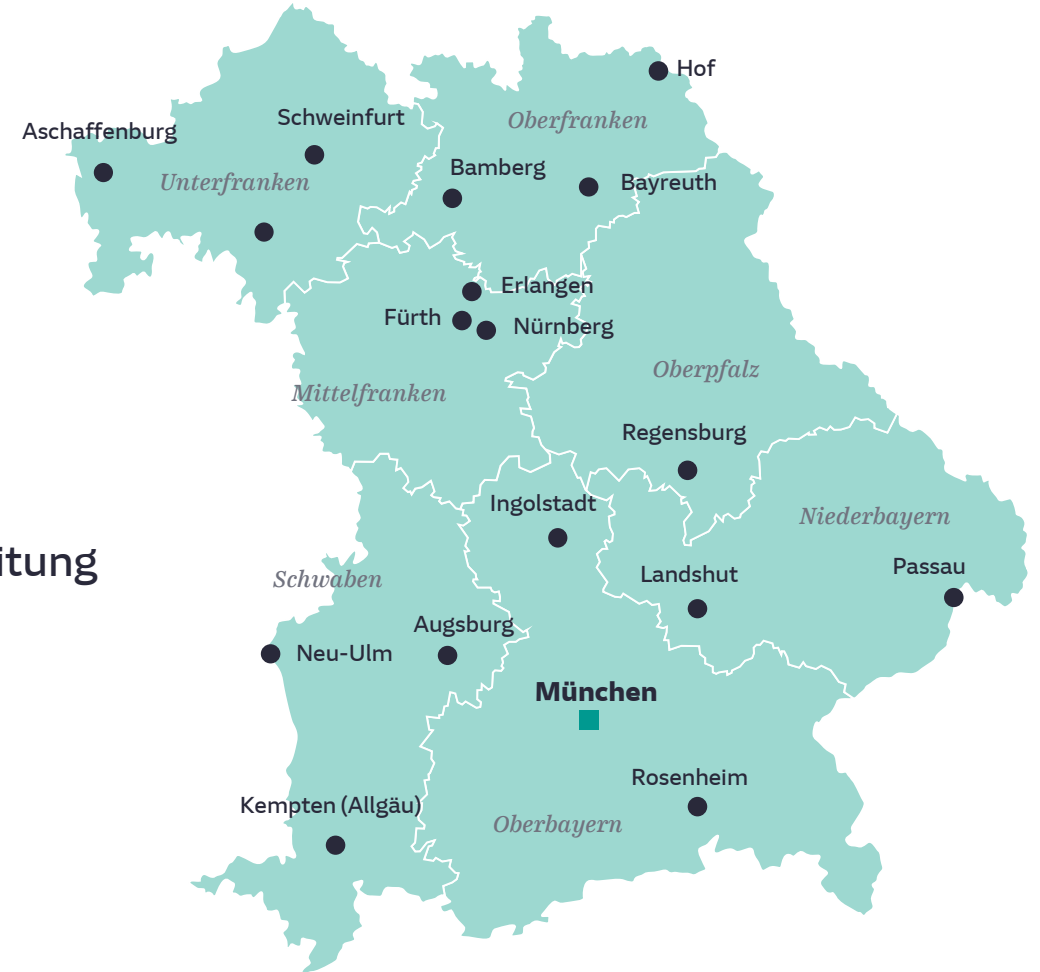 Hof
Schweinfurt
Oberfranken
Aschaffenburg
Bamberg
Unterfranken
Bayreuth
Erlangen
Fürth
Nürnberg
Oberpfalz
Mittelfranken
Regensburg
Ingolstadt
Niederbayern
itung
Passau
Landshut
Schwaben
Augsburg
Neu-Ulm
München
Rosenheim
Kempten (Allgäu)
Oberbayern